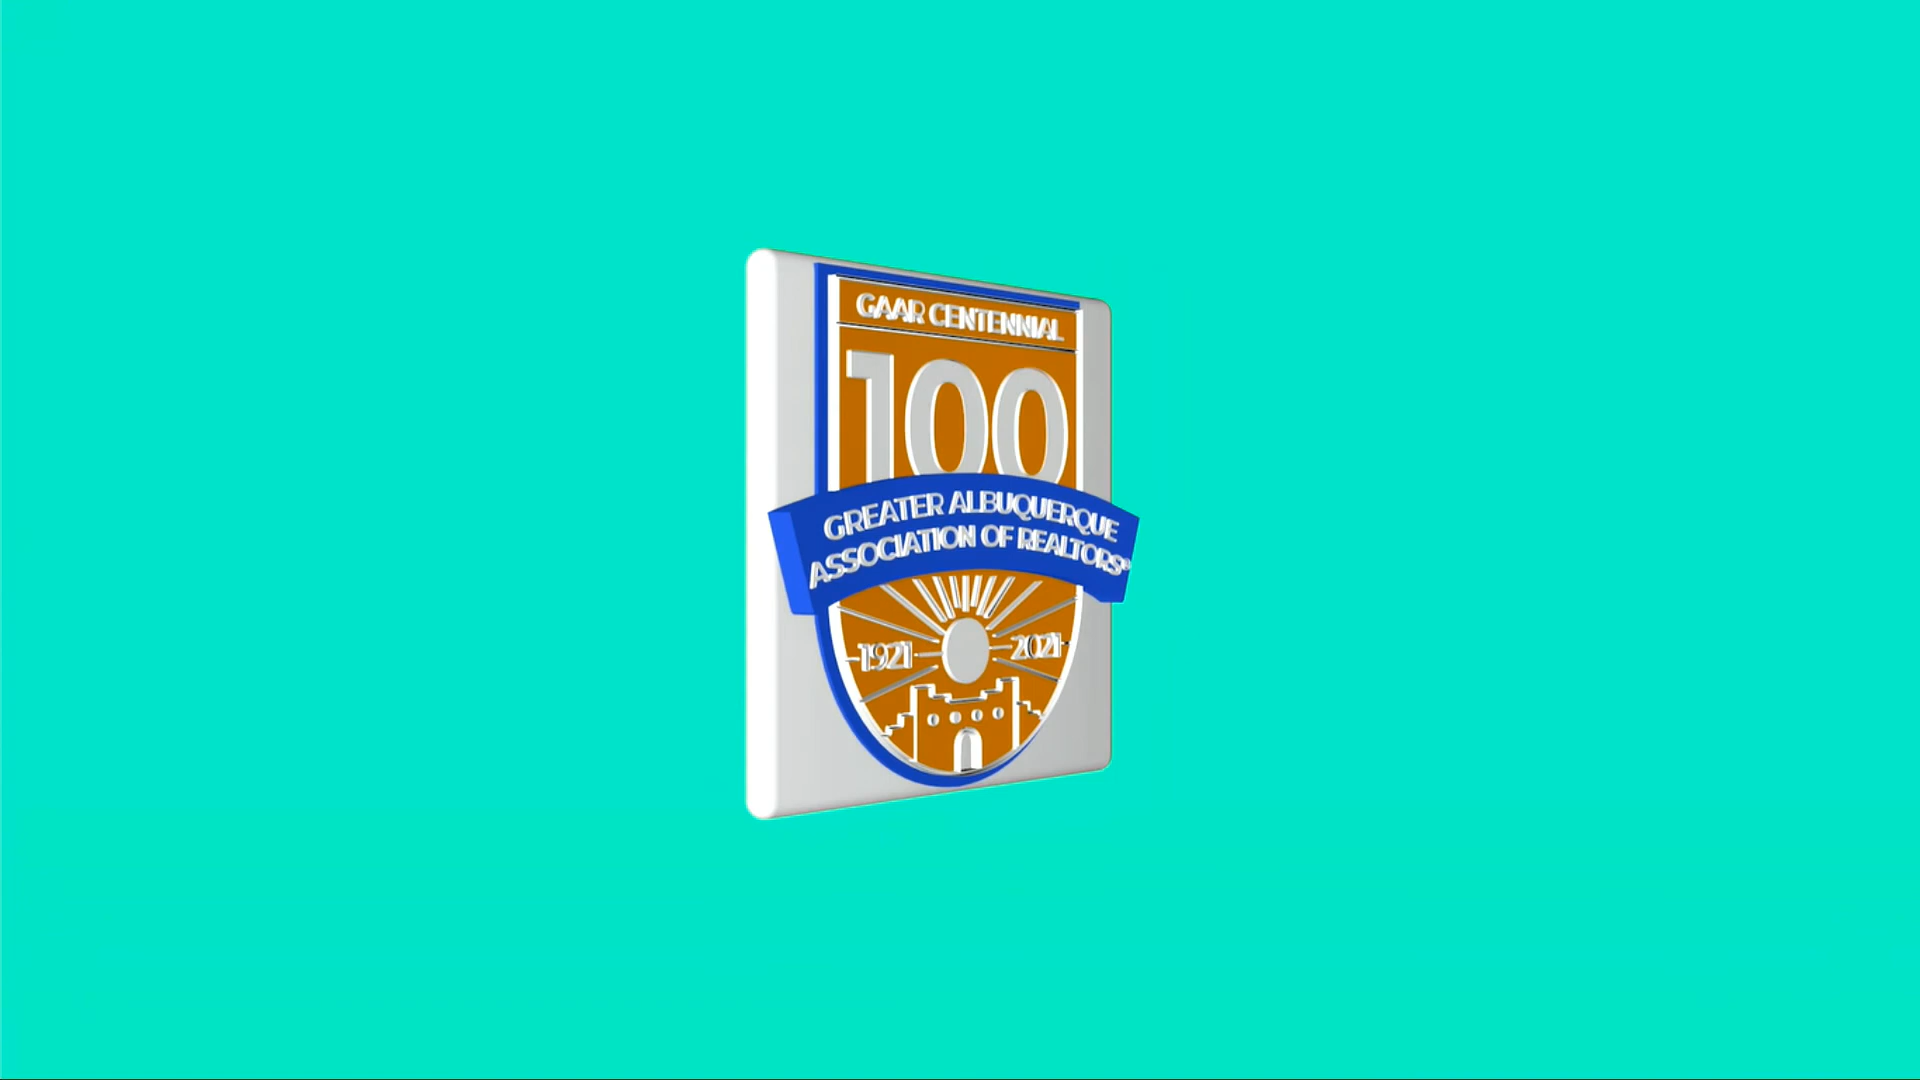 GAAR CENTENNIAL
100
GREATER ALBUQUERQUE
ASSOCIATION OF REALTORS®
1921 2021